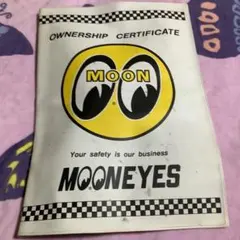 OWNERSHIP CERTIFICATE
MOON
Your safety is our business
MOONEYES